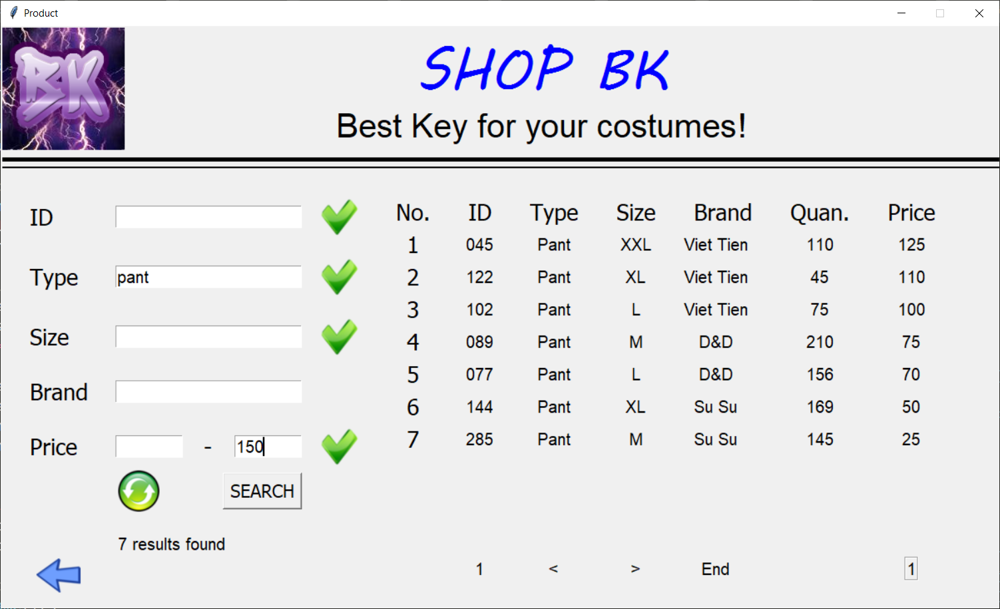 Product
BK
SHOP BK
Best Key for your costumes!
ID
Type pant
Size
Brand
Price - 150
SEARCH
7 results found
No. ID Type Size Brand Quan. Price
1 045 Pant XXL Viet Tien 110 125
2 122 Pant XL Viet Tien 45 110
3 102 Pant L Viet Tien 75 100
4 089 Pant M D&D 210 75
5 077 Pant L D&D 156 70
6 144 Pant XL Su Su 169 50
7 285 Pant M Su Su 145 25
1 < > End 1